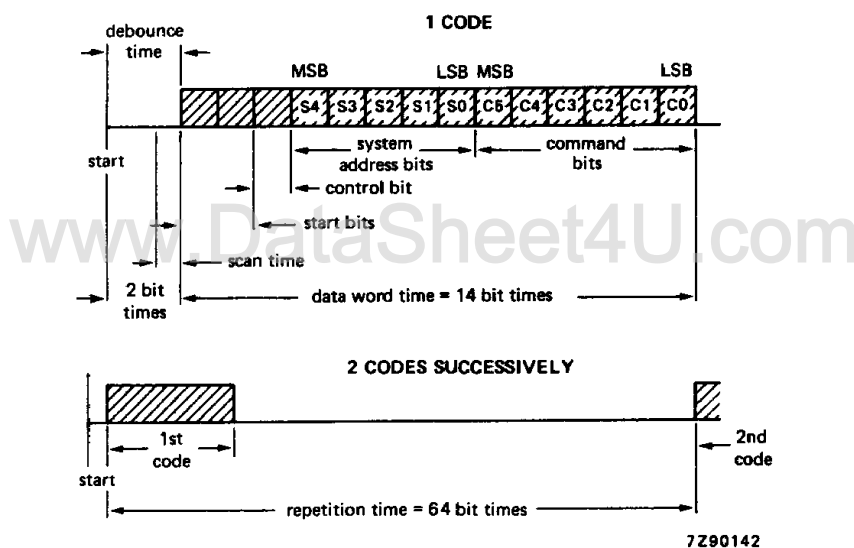 1 CODE
debounce
time
MSB
LSB MSB
LSB
S4 S3 S2 S1 S0 C5 C4 C3 C2 C1 C0
start
system
address bits
command
bits
control bit
start bits
www.DataSheet4U.com
scan time
2 bit
times
data word time = 14 bit times
2 CODES SUCCESSIVELY
1st
code
2nd
code
start
repetition time = 64 bit times
7Z90142